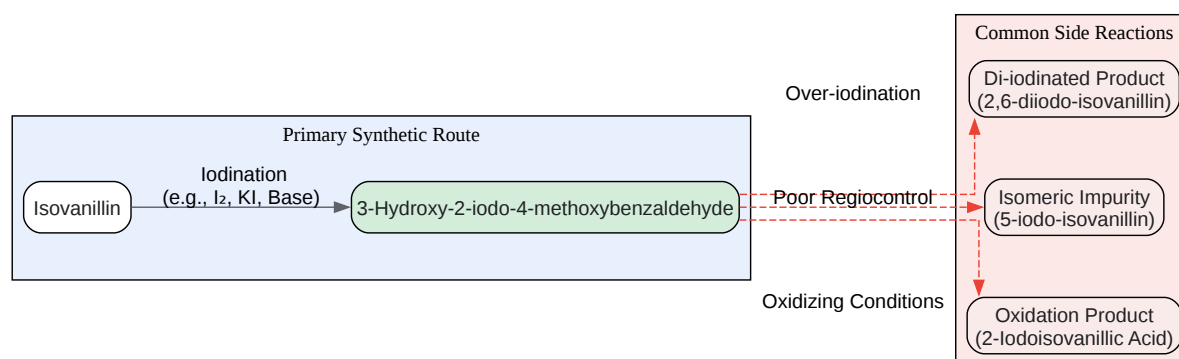 Common Side Reactions
Di-iodinated Product
(2,6-diiodo-isovanillin)
Over-iodination
Primary Synthetic Route
Iodination
(e.g., I₂, KI, Base)
Isovanillin
3-Hydroxy-2-iodo-4-methoxybenzaldehyde
Poor Regiocontrol
Isomeric Impurity
(5-iodo-isovanillin)
Oxidizing Conditions
Oxidation Product
(2-Iodoisovanillic Acid)